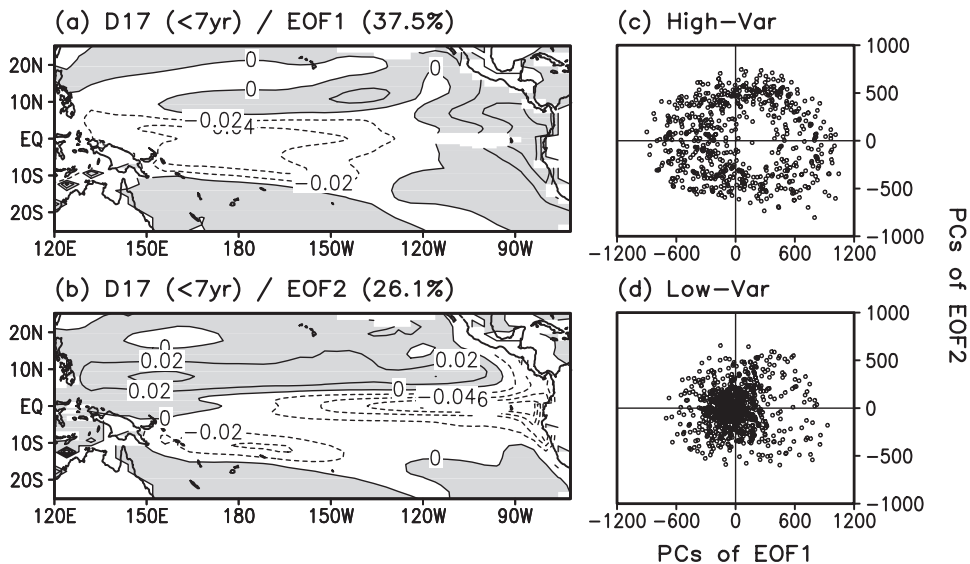 (a) D17 (<7yr) / EOF1 (37.5%)
20N
10N
EQ
10S
20S
0
0
0
−0.02
−0.02
120E 150E 180 150W 120W 90W
(b) D17 (<7yr) / EOF2 (26.1%)
20N
10N
EQ
10S
20S
0
0.02
0.02
0.02
0
0
−0.02
0
120E 150E 180 150W 120W 90W
(c) High−Var
1000
500
0
−500
−1000
−1200 −600 0 600 1200
(d) Low−Var
1000
500
0
−500
−1000
−1200 −600 0 600 1200
PCs of EOF1
PCs of EOF2